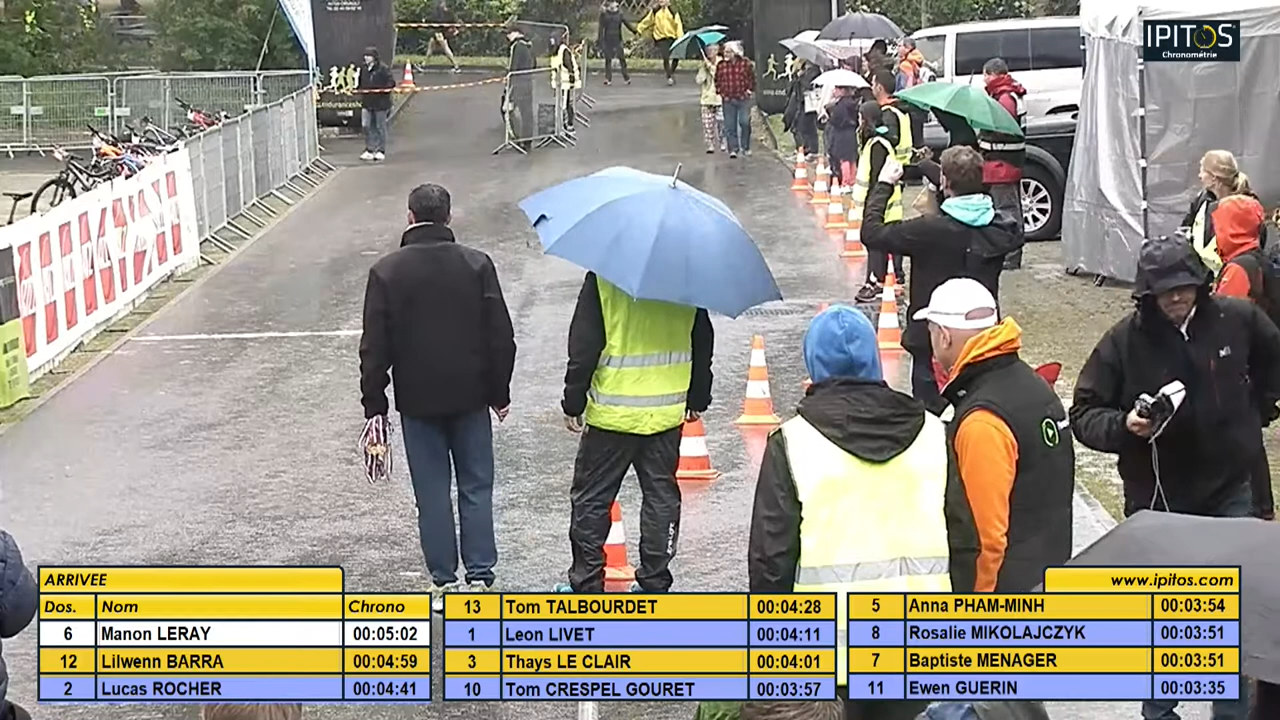 IPITOS
Chronométrie
ARRIVEE
Dos. Nom Chrono
6 Manon LERAY 00:05:02
12 Lilwenn BARRA 00:04:59
2 Lucas ROCHER 00:04:41
13 Tom TALBOURDET 00:04:28
1 Leon LIVET 00:04:11
3 Thays LE CLAIR 00:04:01
10 Tom CRESPEL GOURET 00:03:57
www.ipitos.com
5 Anna PHAM-MINH 00:03:54
8 Rosalie MIKOLAJCZYK 00:03:51
7 Baptiste MENAGER 00:03:51
11 Ewen GUERIN 00:03:35